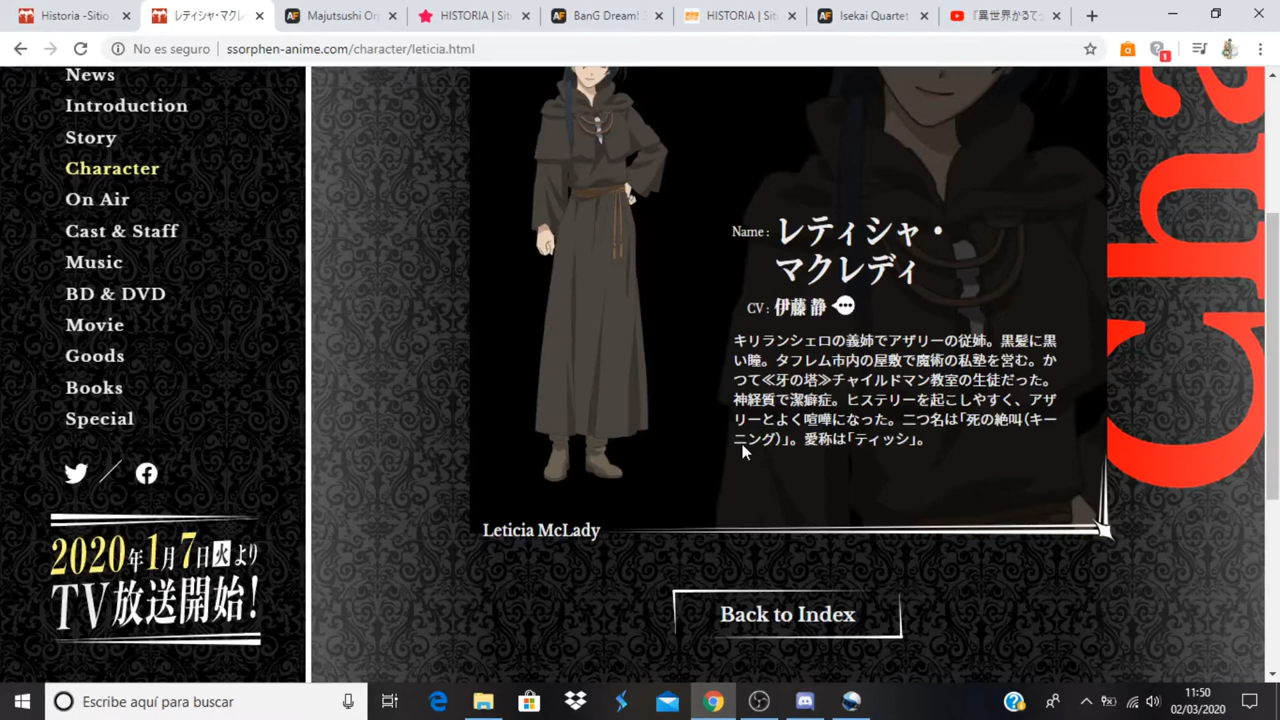 Historia -Sitio
レティシャ・マクレ
Majutsushi Or
HISTORIA | Sit
BanG Dream! 
HISTORIA | Sit
Isekai Quartet
『異世界かるてっ
No es seguro
ssorphen-anime.com/character/leticia.html
1
News
Introduction
Story
Character
On Air
Cast & Staff
Music
BD & DVD
Movie
Goods
Books
Special
2020年1月7日火より
TV放送開始!
Name : レティシャ・
マクレディ
CV : 伊藤 静
キリランシェロの義姉でアザリーの従姉。黒髪に黒
い瞳。タフレム市内の屋敷で魔術の私塾を営む。か
つて≪牙の塔≫チャイルドマン教室の生徒だった。
神経質で潔癖症。ヒステリーを起こしやすく、アザ
リーとよく喧嘩になった。二つ名は「死の絶叫(キー
ニング)」。愛称は「ティッシ」。
Leticia McLady
Back to Index
Cha
Escribe aquí para buscar
11:50
02/03/2020